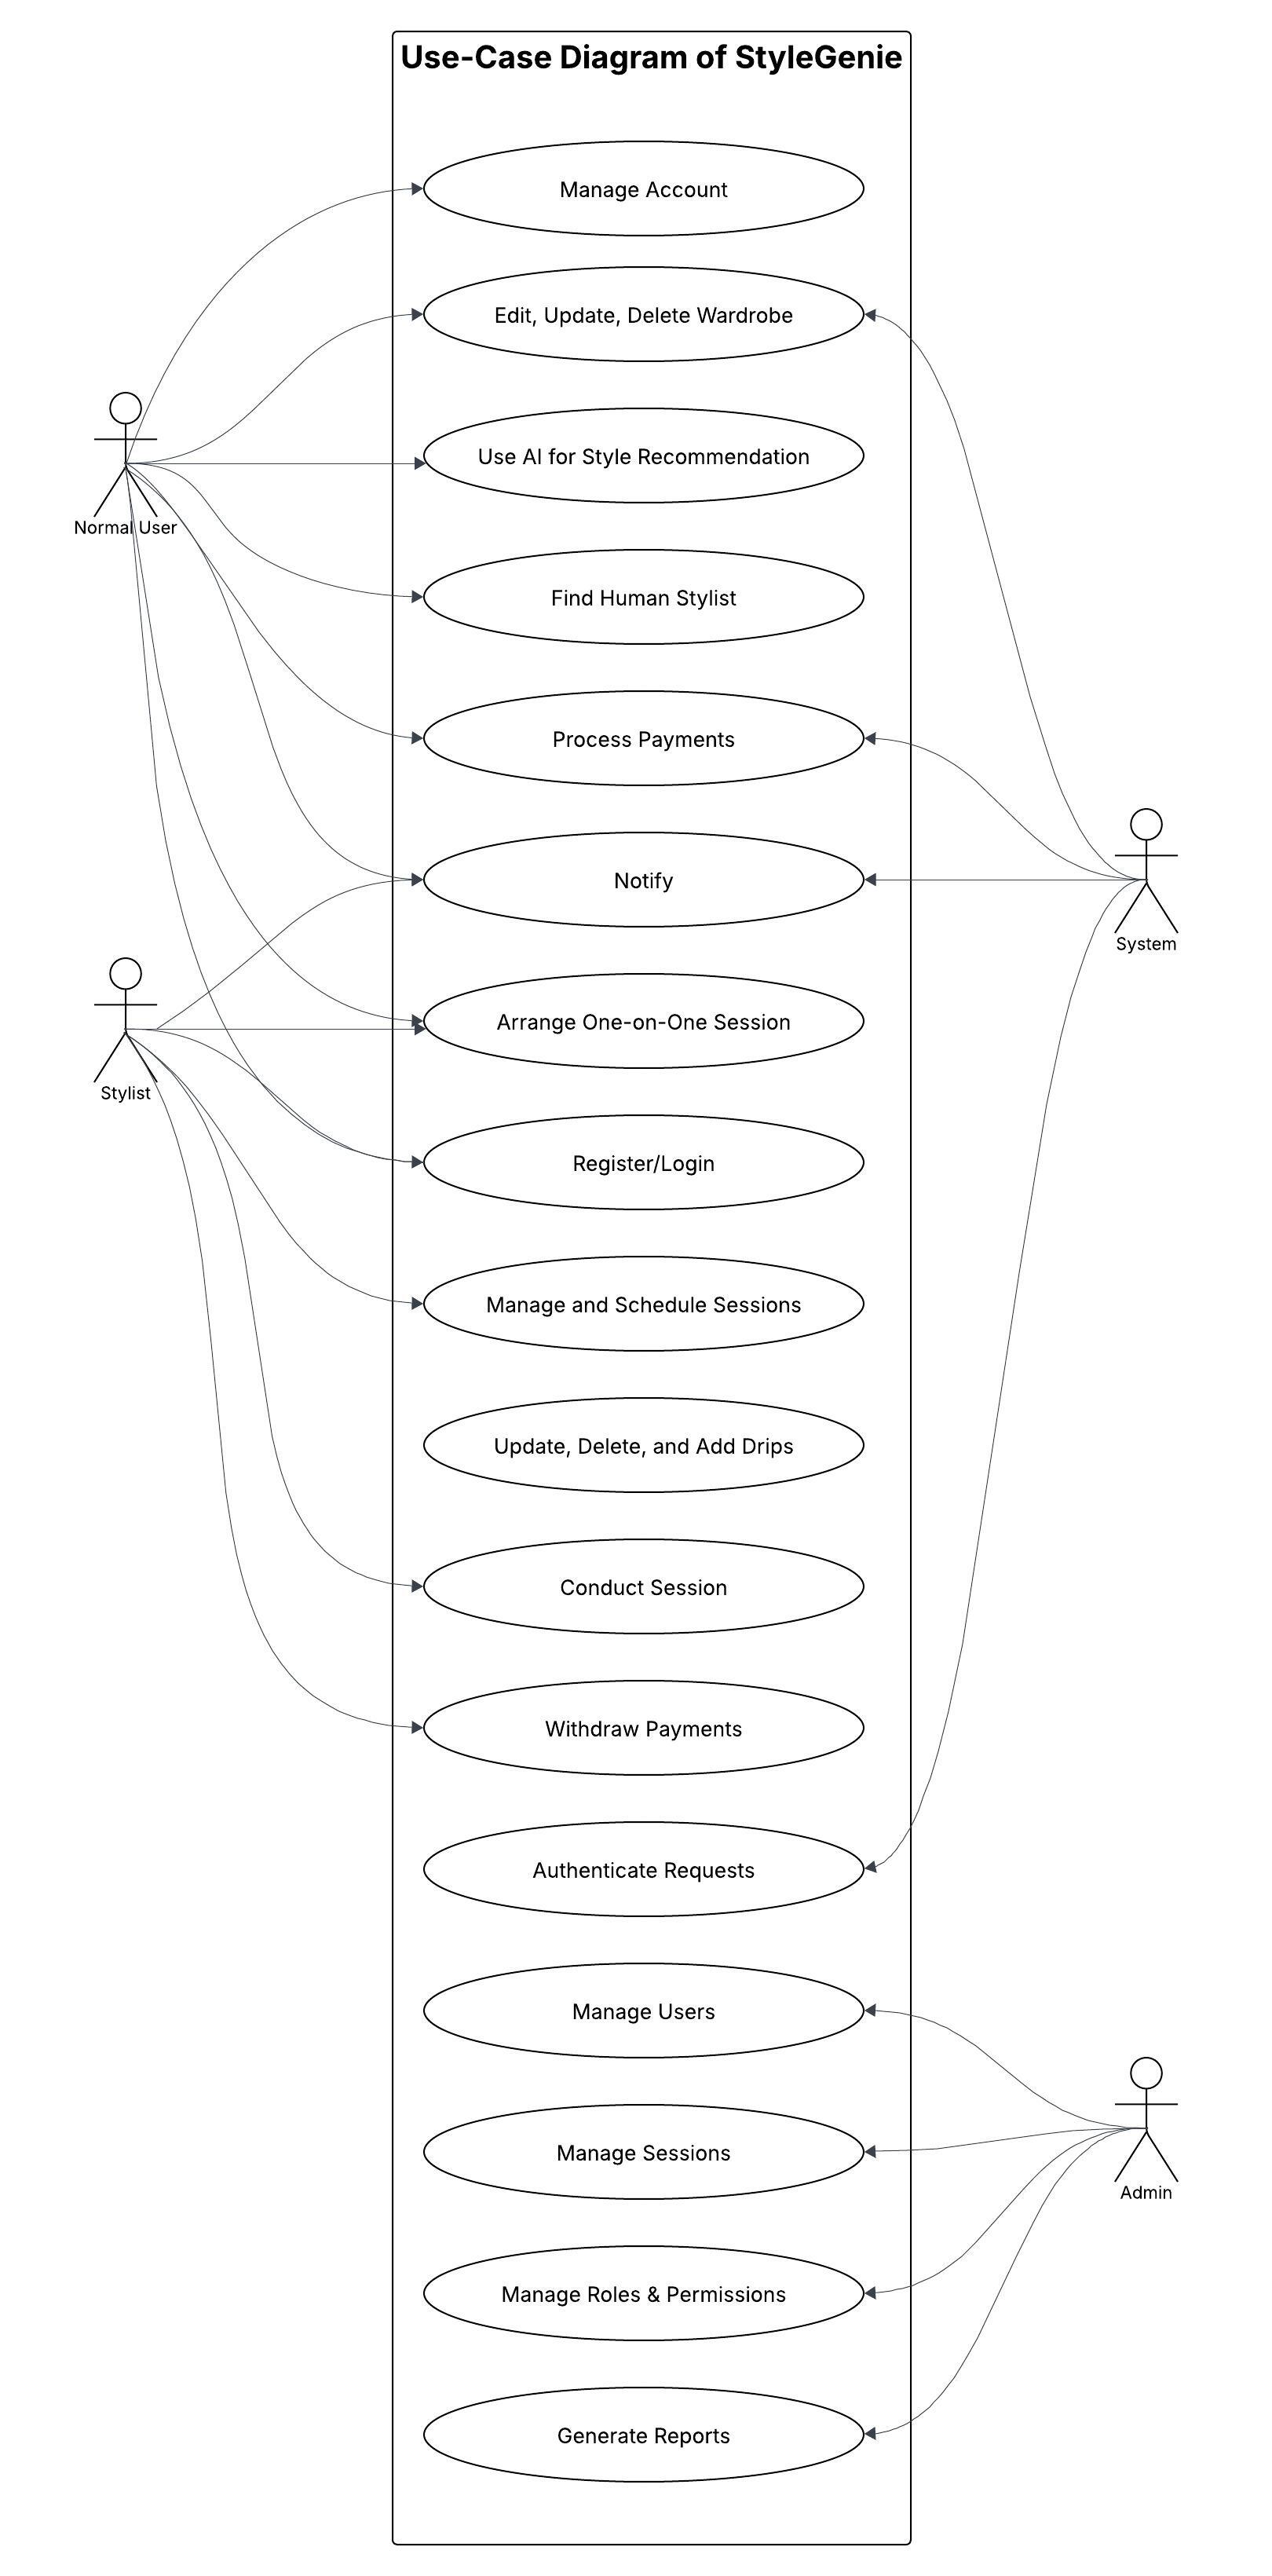 Use-Case Diagram of StyleGenie
Manage Account
Edit, Update, Delete Wardrobe
Use AI for Style Recommendation
Normal User
Find Human Stylist
Process Payments
Notify
System
Arrange One-on-One Session
Stylist
Register/Login
Manage and Schedule Sessions
Update, Delete, and Add Drips
Conduct Session
Withdraw Payments
Authenticate Requests
Manage Users
Manage Sessions
Admin
Manage Roles & Permissions
Generate Reports